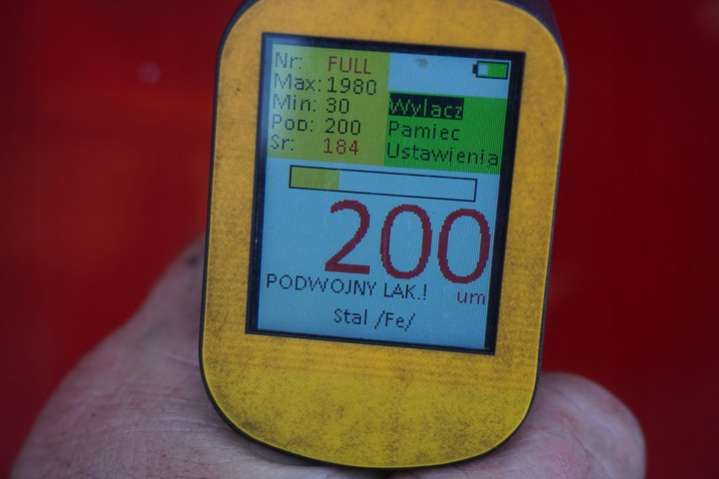 Nr: FULL
Max: 1980
Min: 30
Pop: 200
Sr: 184
Wylacz
Pamiec
Ustawienia
200
um
PODWOJNY LAK.!
Stal /Fe/